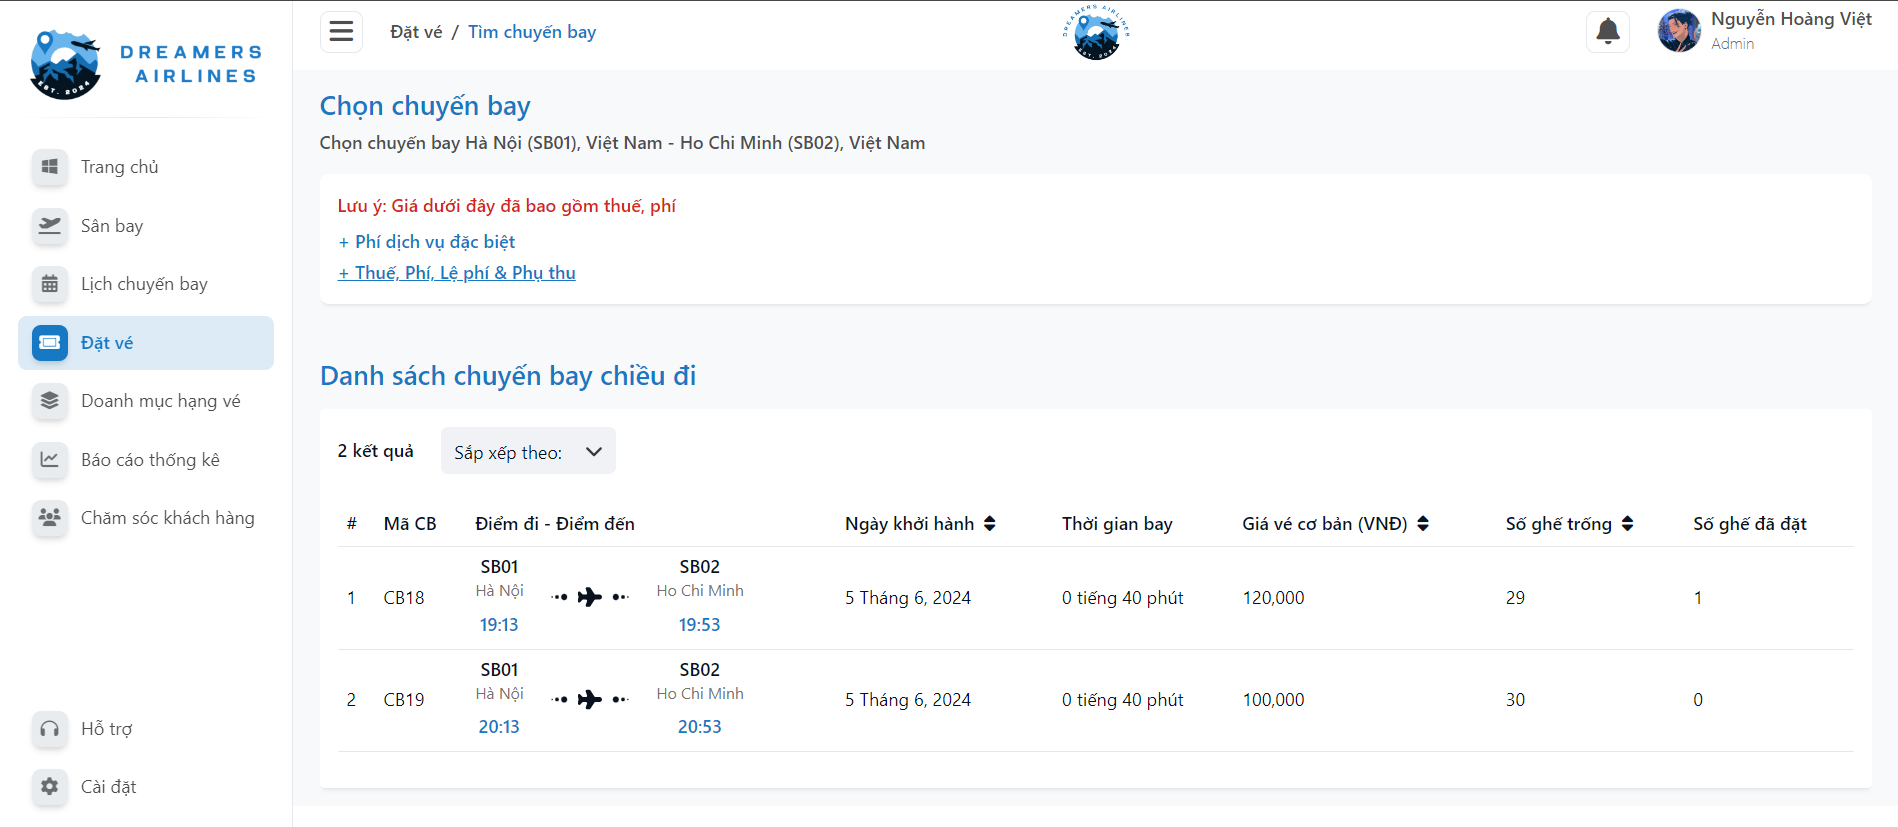 DREAMERS
AIRLINES
EST. 2024
Trang chủ
Sân bay
Lịch chuyến bay
Đặt vé
Doanh mục hạng vé
Báo cáo thống kê
Chăm sóc khách hàng
Hỗ trợ
Cài đặt
Đặt vé / Tìm chuyến bay
DREAMERS AIRLINES
EST. 2024
Nguyễn Hoàng Việt
Admin
Chọn chuyến bay
Chọn chuyến bay Hà Nội (SB01), Việt Nam - Ho Chi Minh (SB02), Việt Nam
Lưu ý: Giá dưới đây đã bao gồm thuế, phí
+ Phí dịch vụ đặc biệt
+ Thuế, Phí, Lệ phí & Phụ thu
Danh sách chuyến bay chiều đi
2 kết quả Sắp xếp theo:
# Mã CB Điểm đi - Điểm đến Ngày khởi hành Thời gian bay Giá vé cơ bản (VNĐ) Số ghế trống Số ghế đã đặt
SB01 SB02
Hà Nội Ho Chi Minh
1 CB18 5 Tháng 6, 2024 0 tiếng 40 phút 120,000 29 1
19:13 19:53
SB01 SB02
Hà Nội Ho Chi Minh
2 CB19 5 Tháng 6, 2024 0 tiếng 40 phút 100,000 30 0
20:13 20:53